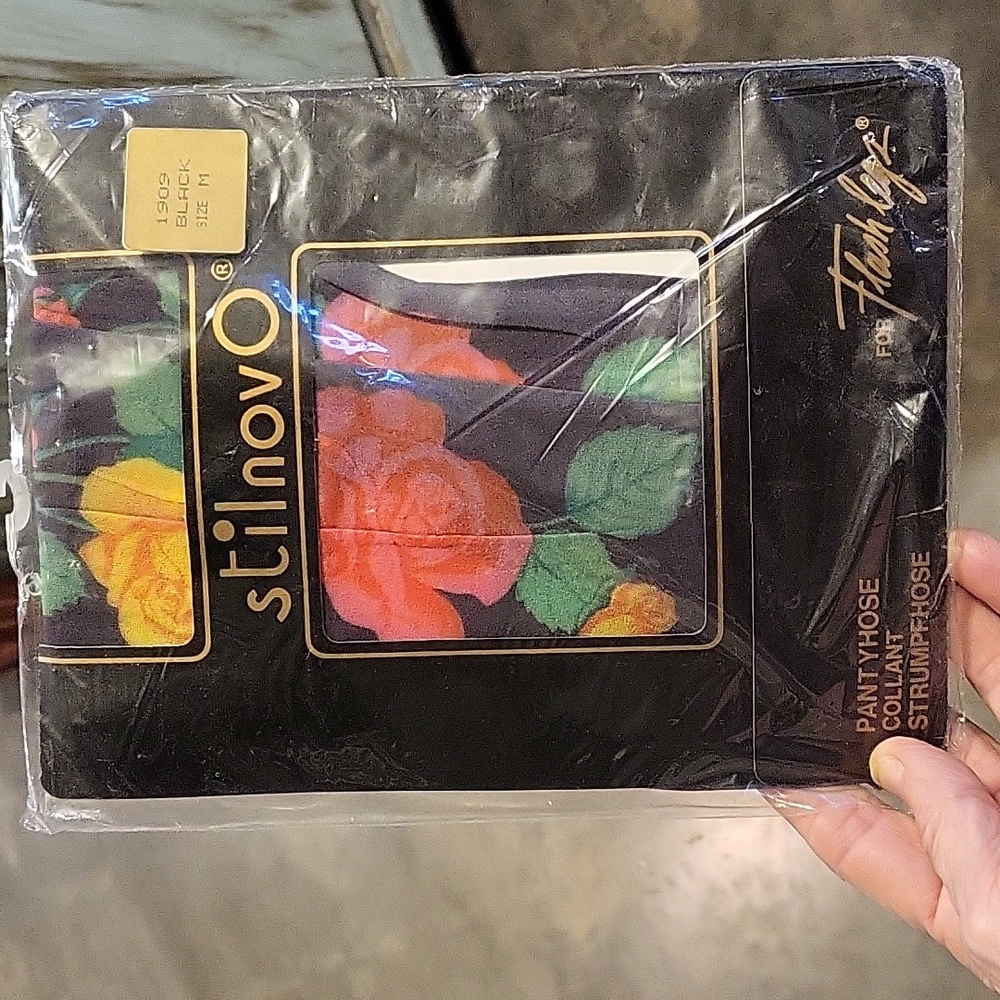 1909
BLACK
SIZE M
stilnovo®
FOR Flash legs®
PANTYHOSE
COLLANT
STRUMPFHOSE